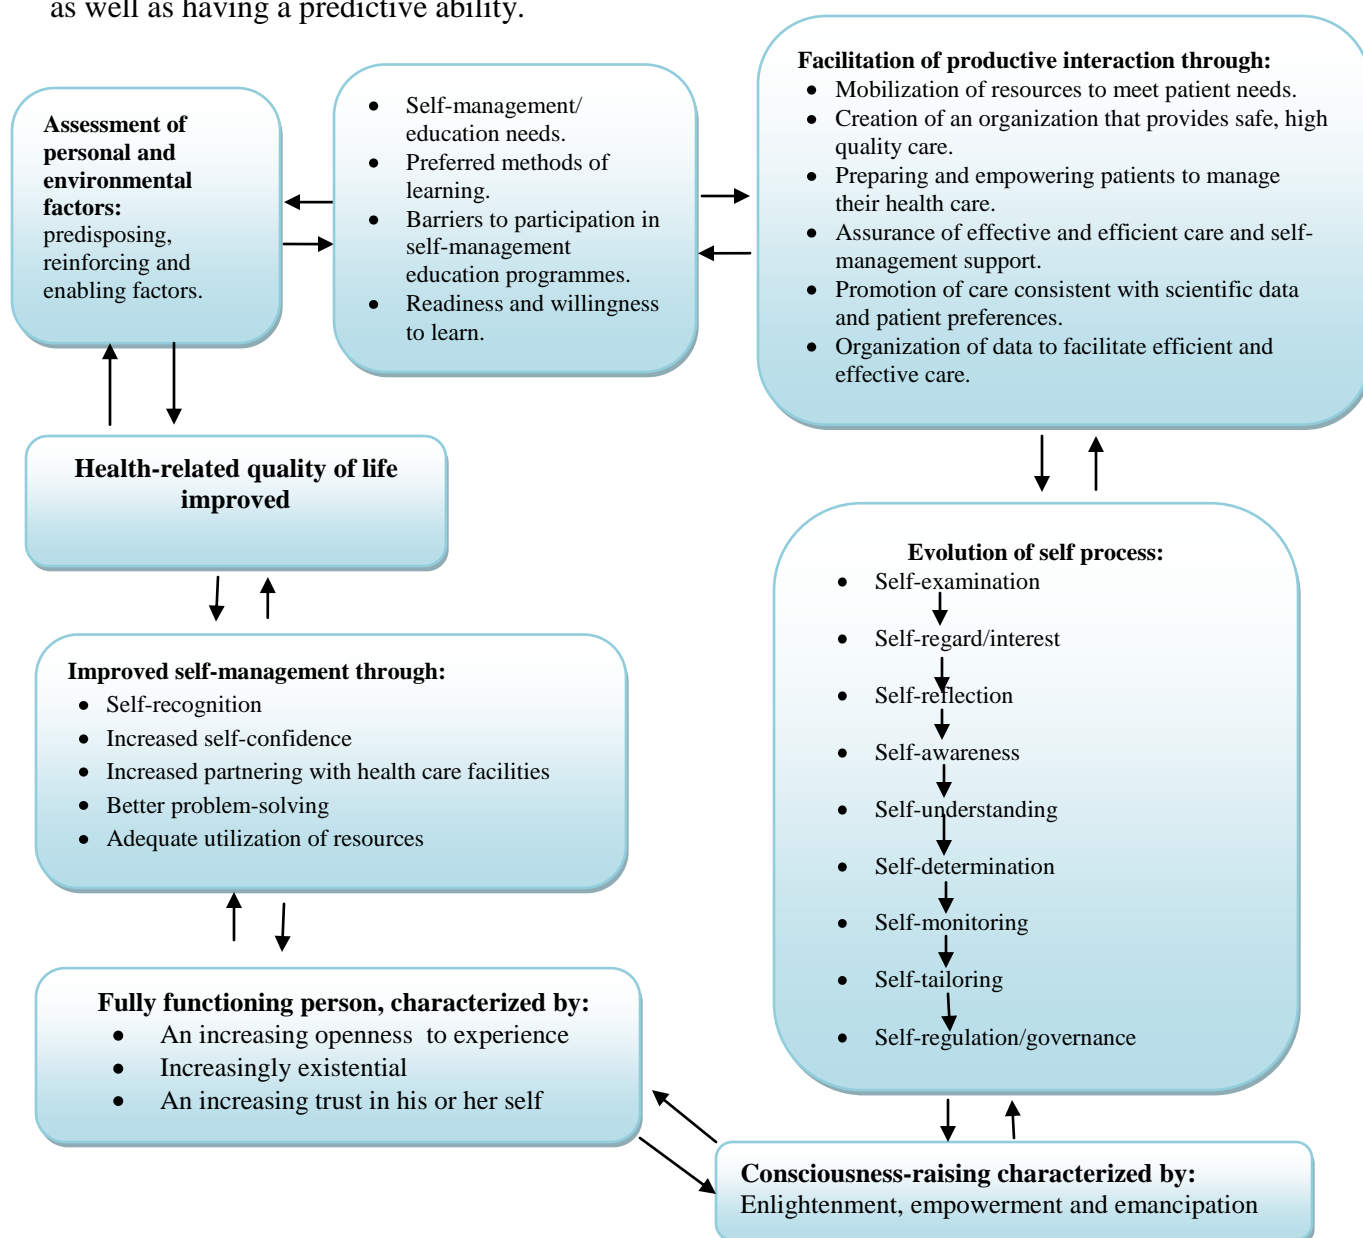 as well as having a predictive ability.
Assessment of
personal and
environmental
factors:
predisposing,
reinforcing and
enabling factors.
• Self-management/
education needs.
• Preferred methods of
learning.
• Barriers to participation in
self-management
education programmes.
• Readiness and willingness
to learn.
Facilitation of productive interaction through:
• Mobilization of resources to meet patient needs.
• Creation of an organization that provides safe, high
quality care.
• Preparing and empowering patients to manage
their health care.
• Assurance of effective and efficient care and self-
management support.
• Promotion of care consistent with scientific data
and patient preferences.
• Organization of data to facilitate efficient and
effective care.
Health-related quality of life
improved
Evolution of self process:
• Self-examination
• Self-regard/interest
• Self-reflection
• Self-awareness
• Self-understanding
• Self-determination
• Self-monitoring
• Self-tailoring
• Self-regulation/governance
Improved self-management through:
• Self-recognition
• Increased self-confidence
• Increased partnering with health care facilities
• Better problem-solving
• Adequate utilization of resources
Fully functioning person, characterized by:
• An increasing openness to experience
• Increasingly existential
• An increasing trust in his or her self
Consciousness-raising characterized by:
Enlightenment, empowerment and emancipation